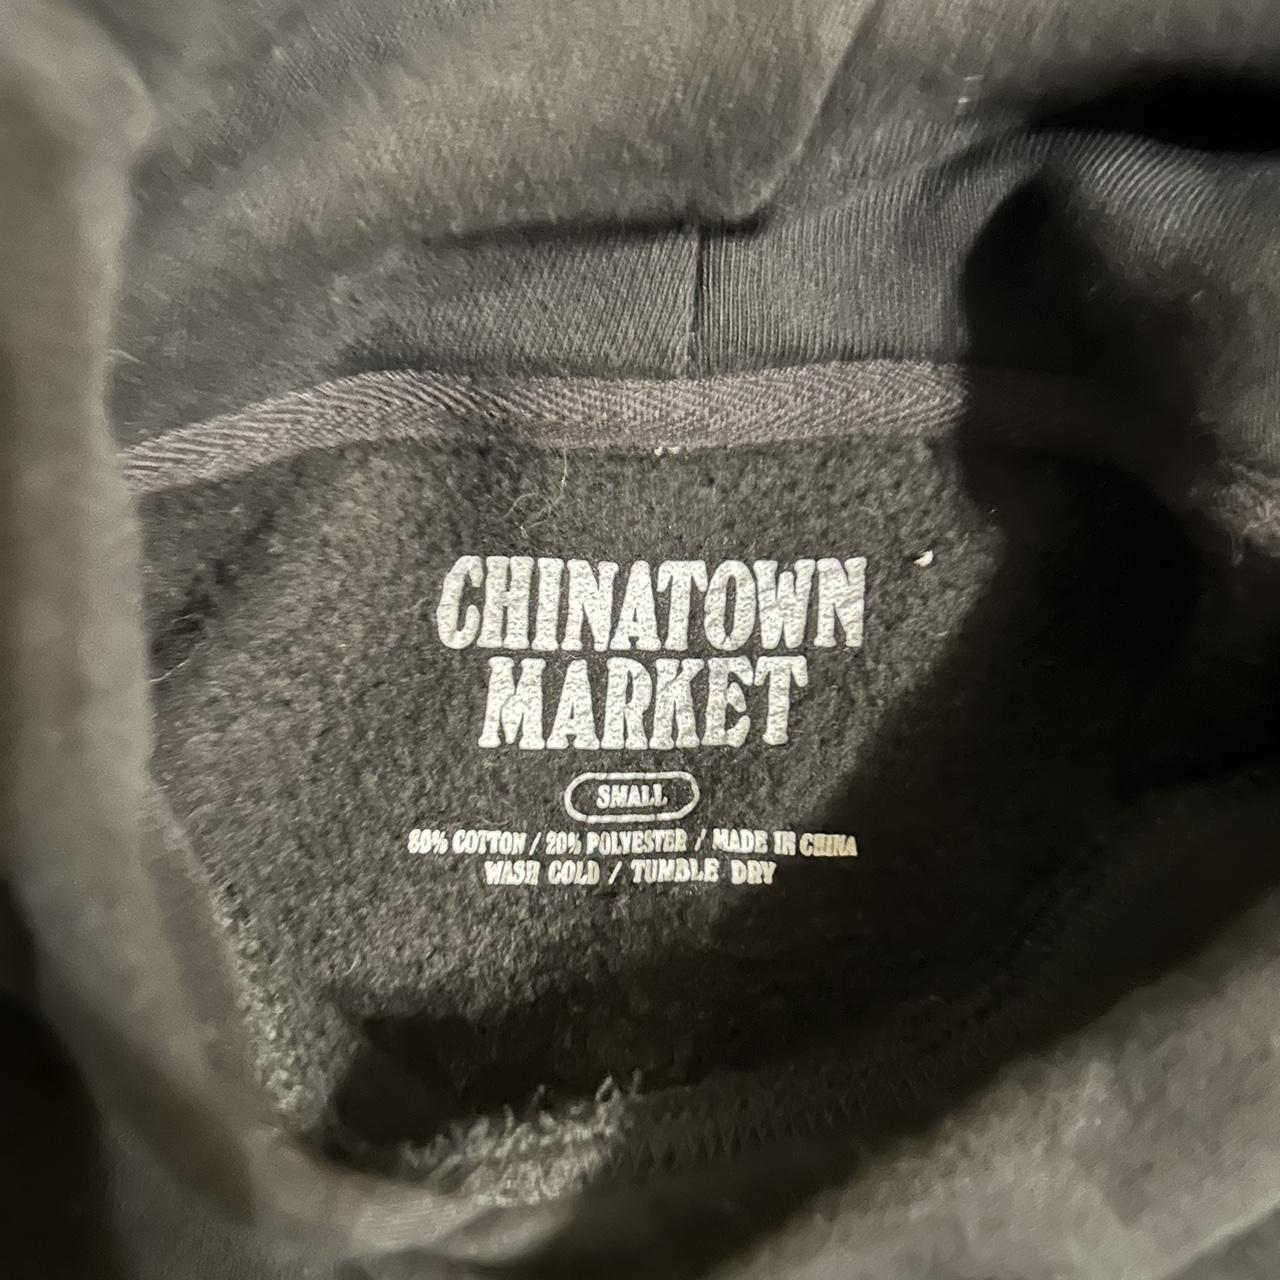 CHINATOWN
MARKET
SMALL
80% COTTON / 20% POLYESTER / MADE IN CHINA
WASH COLD / TUMBLE DRY